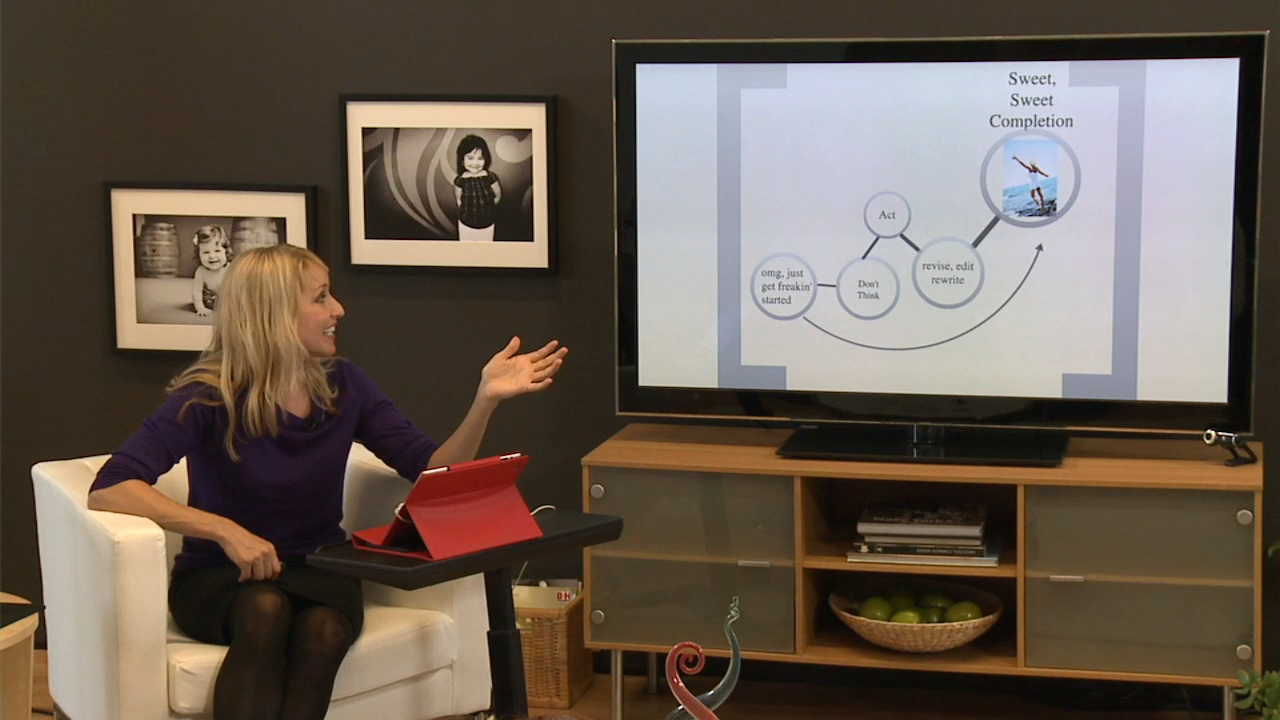 Sweet,
Sweet
Completion
Act
omg, just
get freakin'
started
Don't
Think
revise, edit
rewrite